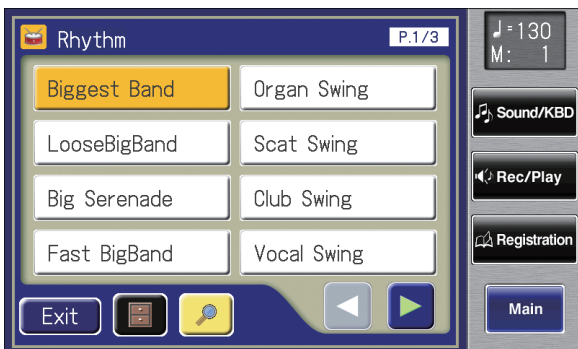 Rhythm
P.1/3
Biggest Band
Organ Swing
LooseBigBand
Scat Swing
Big Serenade
Club Swing
Fast BigBand
Vocal Swing
Exit
♩=130
M: 1
Sound/KBD
Rec/Play
Registration
Main